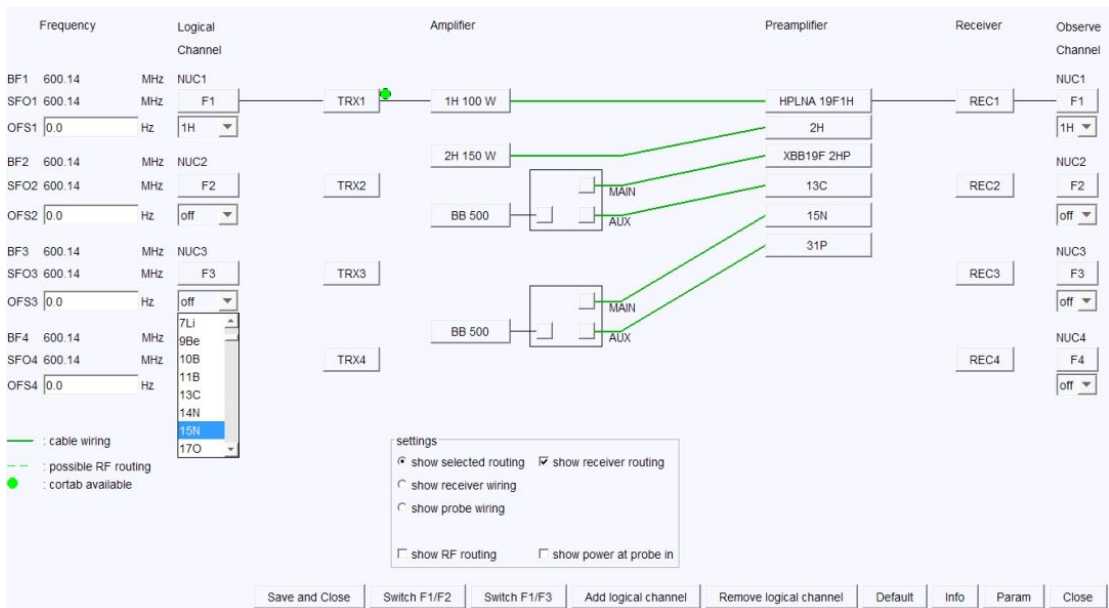 Frequency Logical Amplifier Preamplifier Receiver Observe
Channel Channel
BF1 600.14 MHz NUC1 NUC1
SFO1 600.14 MHz F1 TRX1 1H 100 W HPLNA 19F1H REC1 F1
OFS1 0.0 Hz 1H 2H 1H
BF2 600.14 MHz NUC2 2H 150 W XBB19F 2HP NUC2
SFO2 600.14 MHz F2 TRX2 MAIN 13C REC2 F2
OFS2 0.0 Hz off BB 500 AUX 15N off
BF3 600.14 MHz NUC3 31P NUC3
SFO3 600.14 MHz F3 TRX3 REC3 F3
OFS3 0.0 Hz off MAIN off
7Li
BF4 600.14 MHz 9Be BB 500 AUX NUC4
SFO4 600.14 MHz 10B TRX4 REC4 F4
11B
OFS4 0.0 Hz 13C off
14N
15N
: cable wiring 17O settings
: possible RF routing show selected routing show receiver routing
: cortab available show receiver wiring
show probe wiring
show RF routing show power at probe in
Save and Close Switch F1/F2 Switch F1/F3 Add logical channel Remove logical channel Default Info Param Close